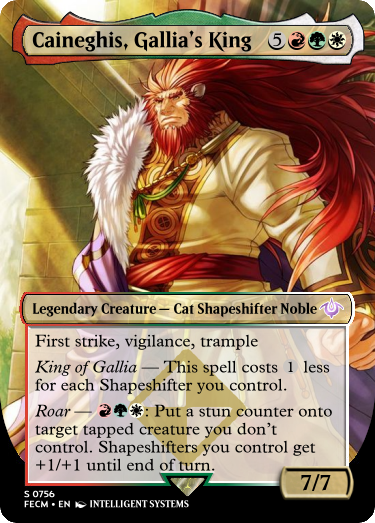 Caineghis, Gallia's King 5
Legendary Creature — Cat Shapeshifter Noble
First strike, vigilance, trample
King of Gallia — This spell costs 1 less
for each Shapeshifter you control.
Roar — : Put a stun counter onto
target tapped creature you don't
control. Shapeshifters you control get
+1/+1 until end of turn.
7/7
S 0756
FECM • EN INTELLIGENT SYSTEMS